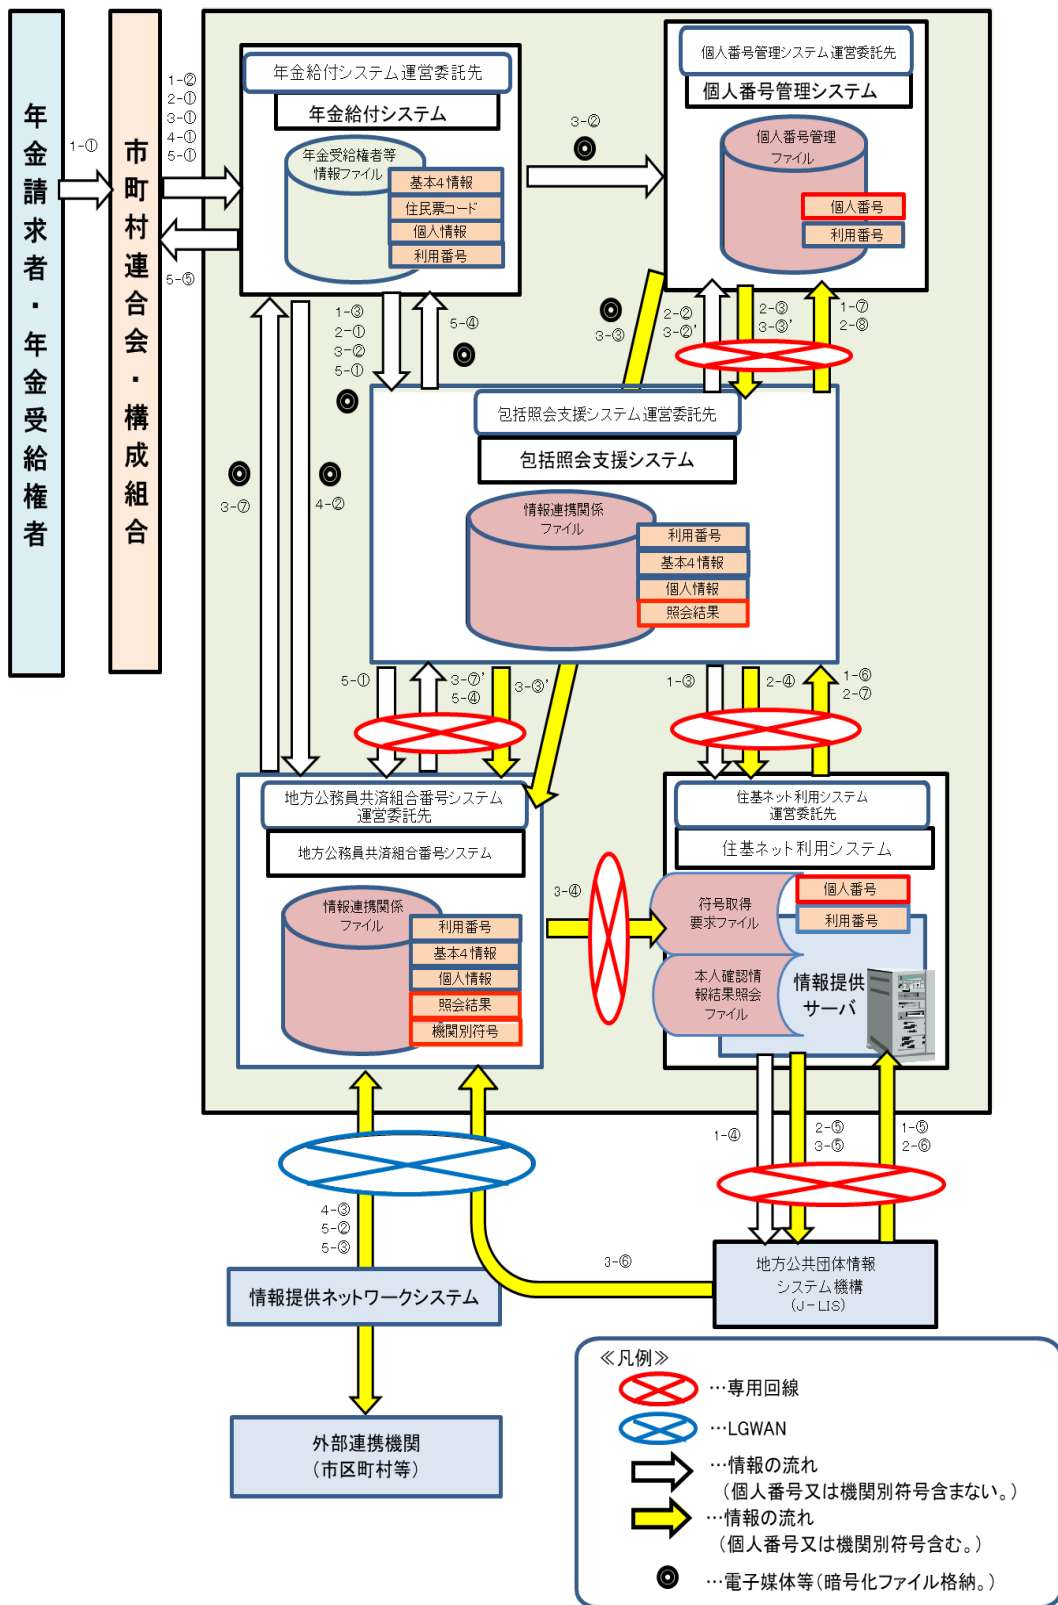 年金請求者・年金受給権者
1-①
市町村連合会・構成組合
1-②
2-①
3-①
4-①
5-①
5-⑤
年金給付システム運営委託先
年金給付システム
年金受給権者等
情報ファイル
基本4情報
住民票コード
個人情報
利用番号
3-②
個人番号管理システム運営委託先
個人番号管理システム
個人番号管理
ファイル
個人番号
利用番号
1-③
2-①
3-②
5-①
5-④
3-③
2-②
3-②’
2-③
3-③’
1-⑦
2-⑧
包括照会支援システム運営委託先
包括照会支援システム
情報連携関係
ファイル
利用番号
基本4情報
個人情報
照会結果
3-⑦
4-②
5-①
3-⑦’
5-④
3-③’
1-③
2-④
1-⑥
2-⑦
地方公務員共済組合番号システム
運営委託先
地方公務員共済組合番号システム
情報連携関係
ファイル
利用番号
基本4情報
個人情報
照会結果
機関別符号
3-④
住基ネット利用システム
運営委託先
住基ネット利用システム
符号取得
要求ファイル
個人番号
利用番号
本人確認情
報結果照会
ファイル
情報提供
サーバ
1-④
2-⑤
3-⑤
1-⑤
2-⑥
4-③
5-②
5-③
3-⑥
情報提供ネットワークシステム
地方公共団体情報
システム機構
(J-LIS)
外部連携機関
(市区町村等)
≪凡例≫
…専用回線
…LGWAN
…情報の流れ
(個人番号又は機関別符号含まない。)
…情報の流れ
(個人番号又は機関別符号含む。)
…電子媒体等(暗号化ファイル格納。)